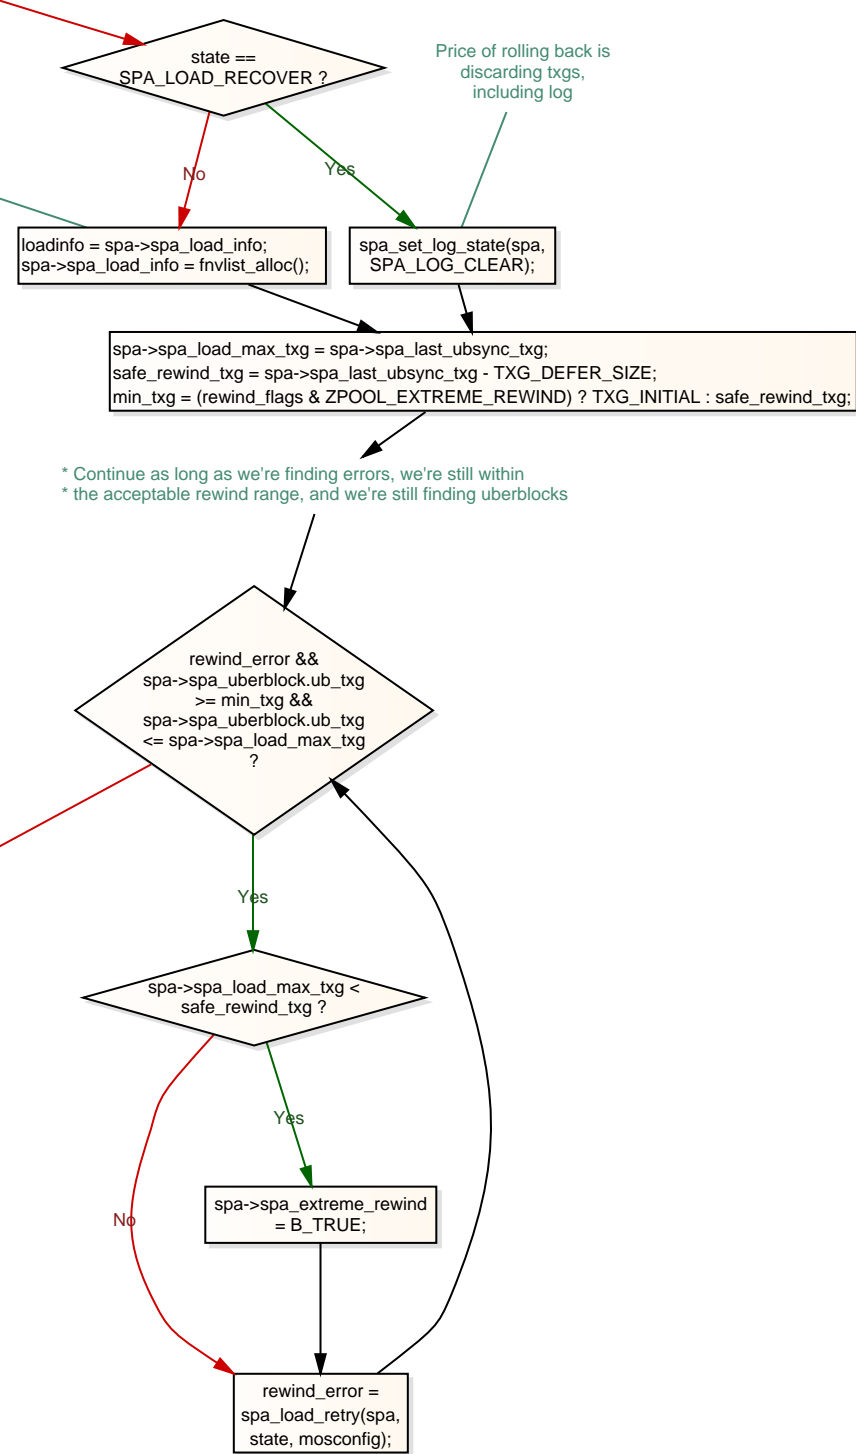 state ==
SPA_LOAD_RECOVER ?
Price of rolling back is
discarding txgs,
including log
No
Yes
loadinfo = spa->spa_load_info;
spa->spa_load_info = fnvlist_alloc();
spa_set_log_state(spa,
SPA_LOG_CLEAR);
spa->spa_load_max_txg = spa->spa_last_ubsync_txg;
safe_rewind_txg = spa->spa_last_ubsync_txg - TXG_DEFER_SIZE;
min_txg = (rewind_flags & ZPOOL_EXTREME_REWIND) ? TXG_INITIAL : safe_rewind_txg;
* Continue as long as we're finding errors, we're still within
* the acceptable rewind range, and we're still finding uberblocks
rewind_error &&
spa->spa_uberblock.ub_txg
>= min_txg &&
spa->spa_uberblock.ub_txg
<= spa->spa_load_max_txg
?
Yes
spa->spa_load_max_txg <
safe_rewind_txg ?
Yes
spa->spa_extreme_rewind
= B_TRUE;
No
rewind_error =
spa_load_retry(spa,
state, mosconfig);